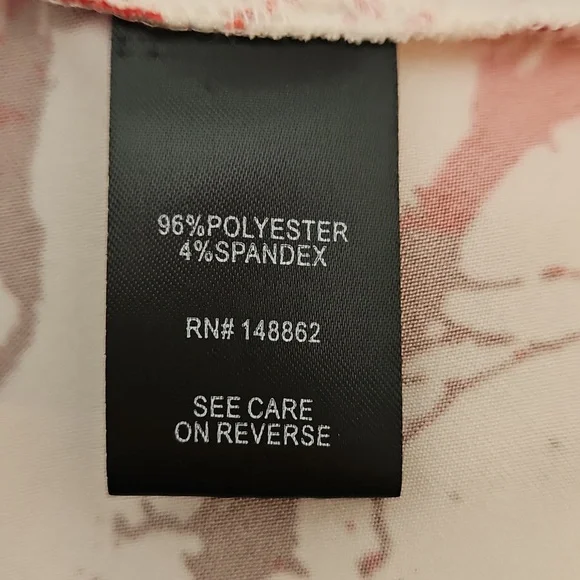 96%POLYESTER
4%SPANDEX
RN# 148862
SEE CARE
ON REVERSE